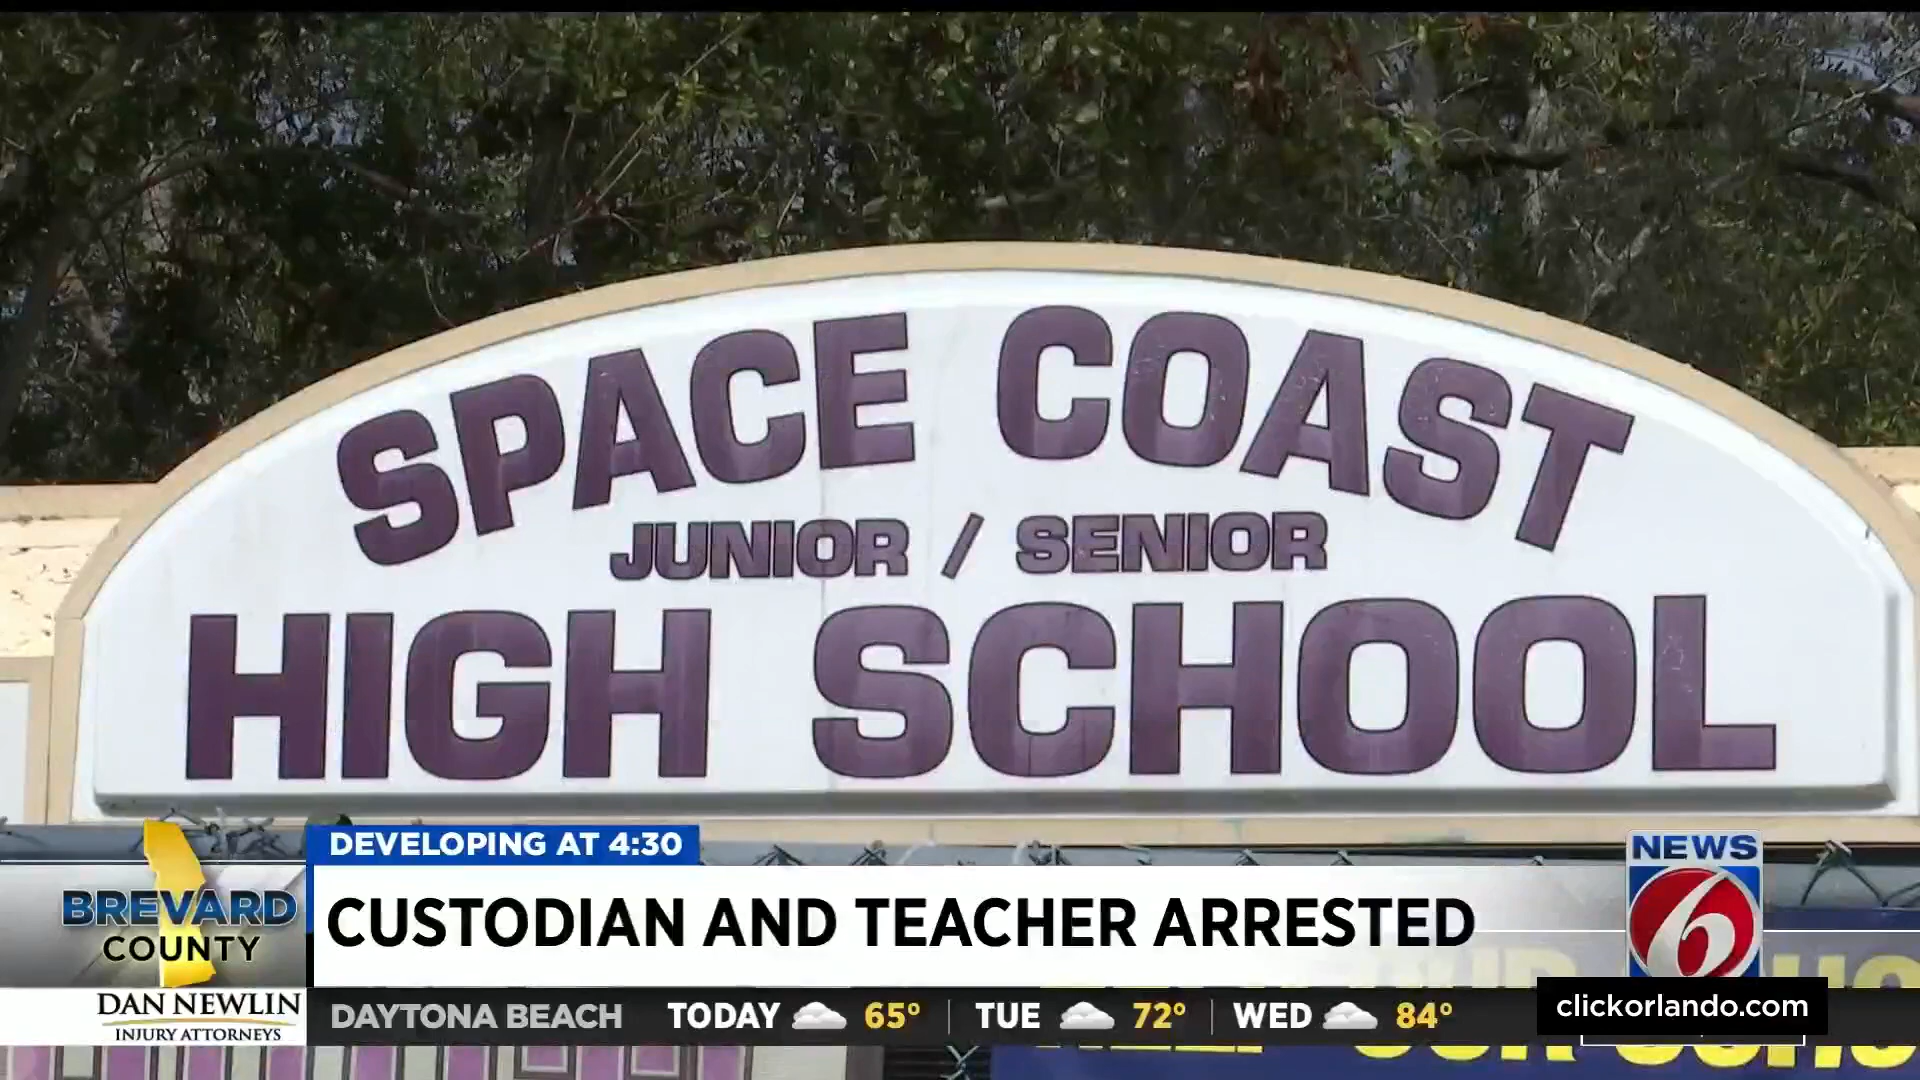 SPACE COAST
JUNIOR / SENIOR
HIGH SCHOOL
DEVELOPING AT 4:30
BREVARD
COUNTY
CUSTODIAN AND TEACHER ARRESTED
NEWS
6
DAN NEWLIN
INJURY ATTORNEYS
DAYTONA BEACH TODAY 65° TUE 72° WED 84°
clickorlando.com
OUR